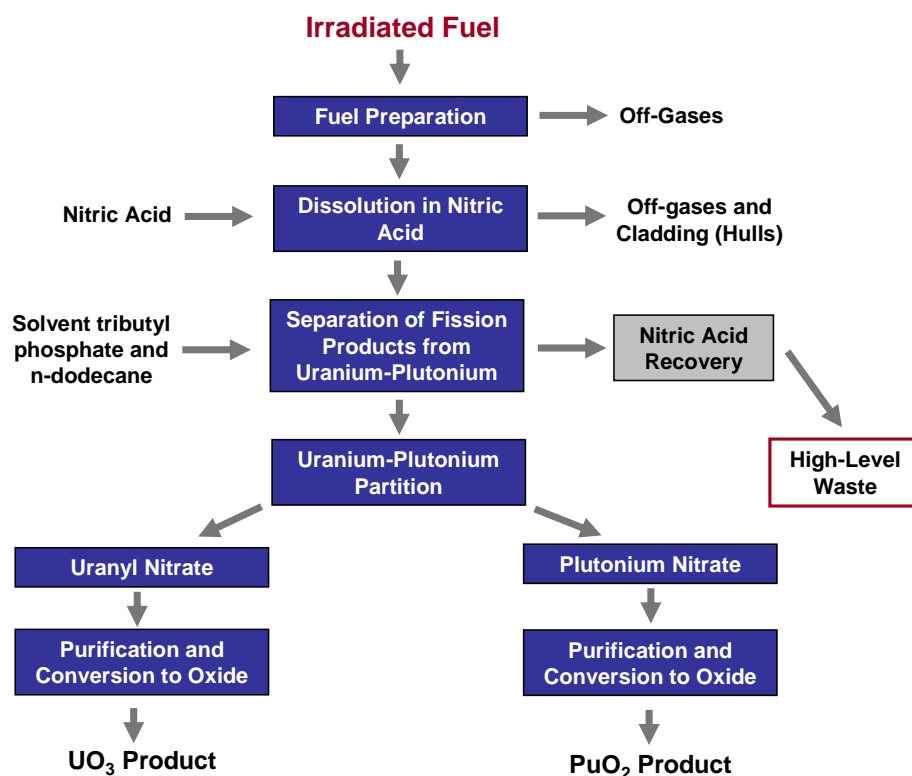 Irradiated Fuel
Fuel Preparation
Off-Gases
Nitric Acid
Dissolution in Nitric
Acid
Off-gases and
Cladding (Hulls)
Solvent tributyl
phosphate and
n-dodecane
Separation of Fission
Products from
Uranium-Plutonium
Nitric Acid
Recovery
Uranium-Plutonium
Partition
High-Level
Waste
Uranyl Nitrate
Plutonium Nitrate
Purification and
Conversion to Oxide
Purification and
Conversion to Oxide
UO₃ Product
PuO₂ Product